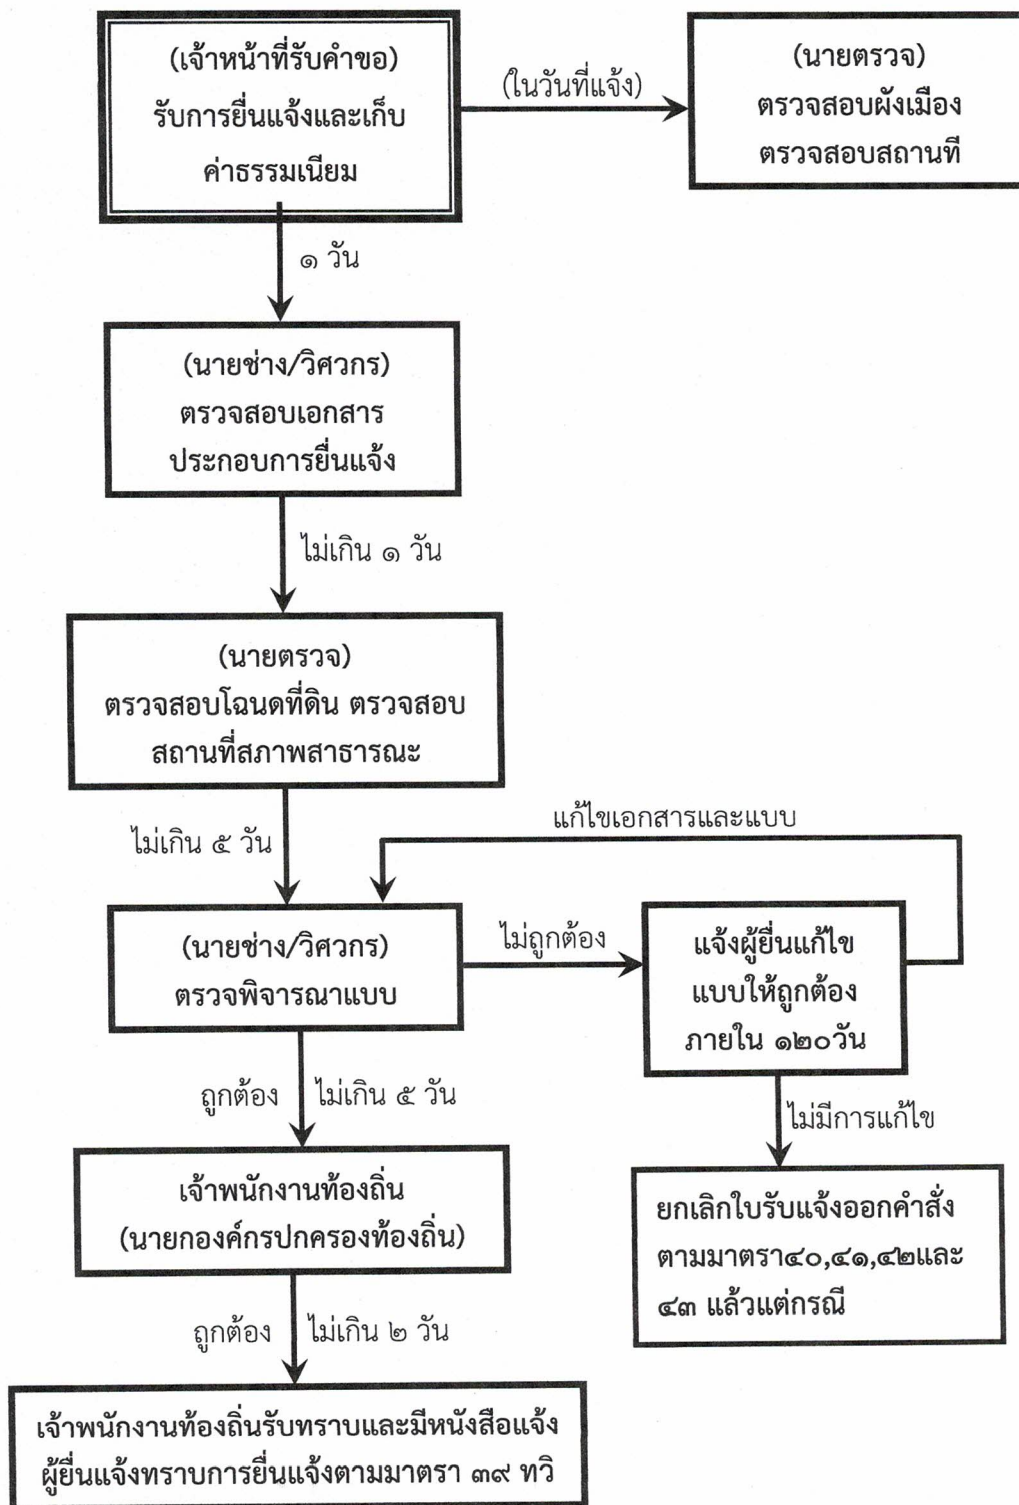 (เจ้าหน้าที่รับคำขอ)
รับการยื่นแจ้งและเก็บ
ค่าธรรมเนียม
(ในวันที่แจ้ง)
(นายตรวจ)
ตรวจสอบผังเมือง
ตรวจสอบสถานที
๑ วัน
(นายช่าง/วิศวกร)
ตรวจสอบเอกสาร
ประกอบการยื่นแจ้ง
ไม่เกิน ๑ วัน
(นายตรวจ)
ตรวจสอบโฉนดที่ดิน ตรวจสอบ
สถานที่สภาพสาธารณะ
ไม่เกิน ๕ วัน
แก้ไขเอกสารและแบบ
(นายช่าง/วิศวกร)
ตรวจพิจารณาแบบ
ไม่ถูกต้อง
แจ้งผู้ยื่นแก้ไข
แบบให้ถูกต้อง
ภายใน ๑๒๐วัน
ถูกต้อง ไม่เกิน ๕ วัน
ไม่มีการแก้ไข
เจ้าพนักงานท้องถิ่น
(นายกองค์กรปกครองท้องถิ่น)
ยกเลิกใบรับแจ้งออกคำสั่ง
ตามมาตรา๔๐,๔๑,๔๒และ
๔๓ แล้วแต่กรณี
ถูกต้อง ไม่เกิน ๒ วัน
เจ้าพนักงานท้องถิ่นรับทราบและมีหนังสือแจ้ง
ผู้ยื่นแจ้งทราบการยื่นแจ้งตามมาตรา ๓๙ ทวิ